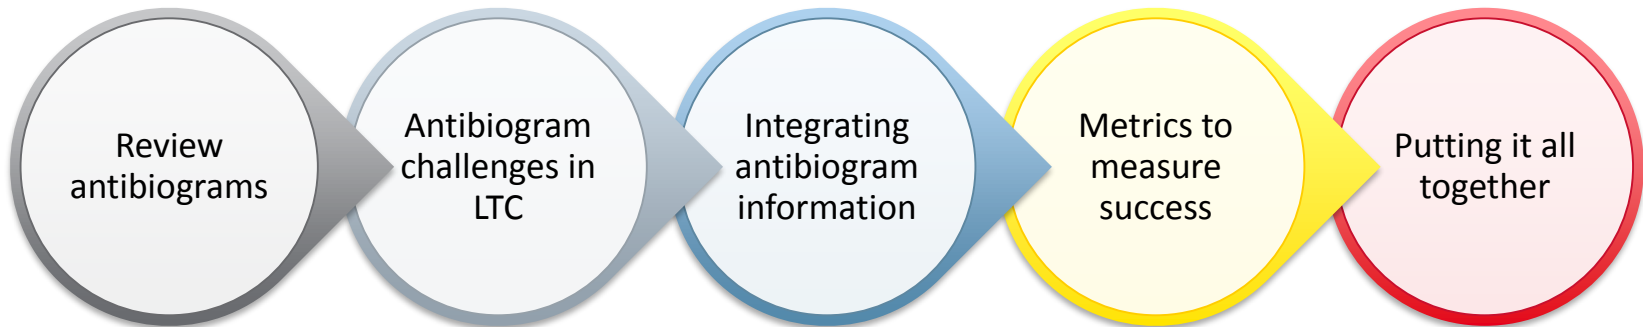 Review
antibiograms
Antibiogram
challenges in
LTC
Integrating
antibiogram
information
Metrics to
measure
success
Putting it all
together